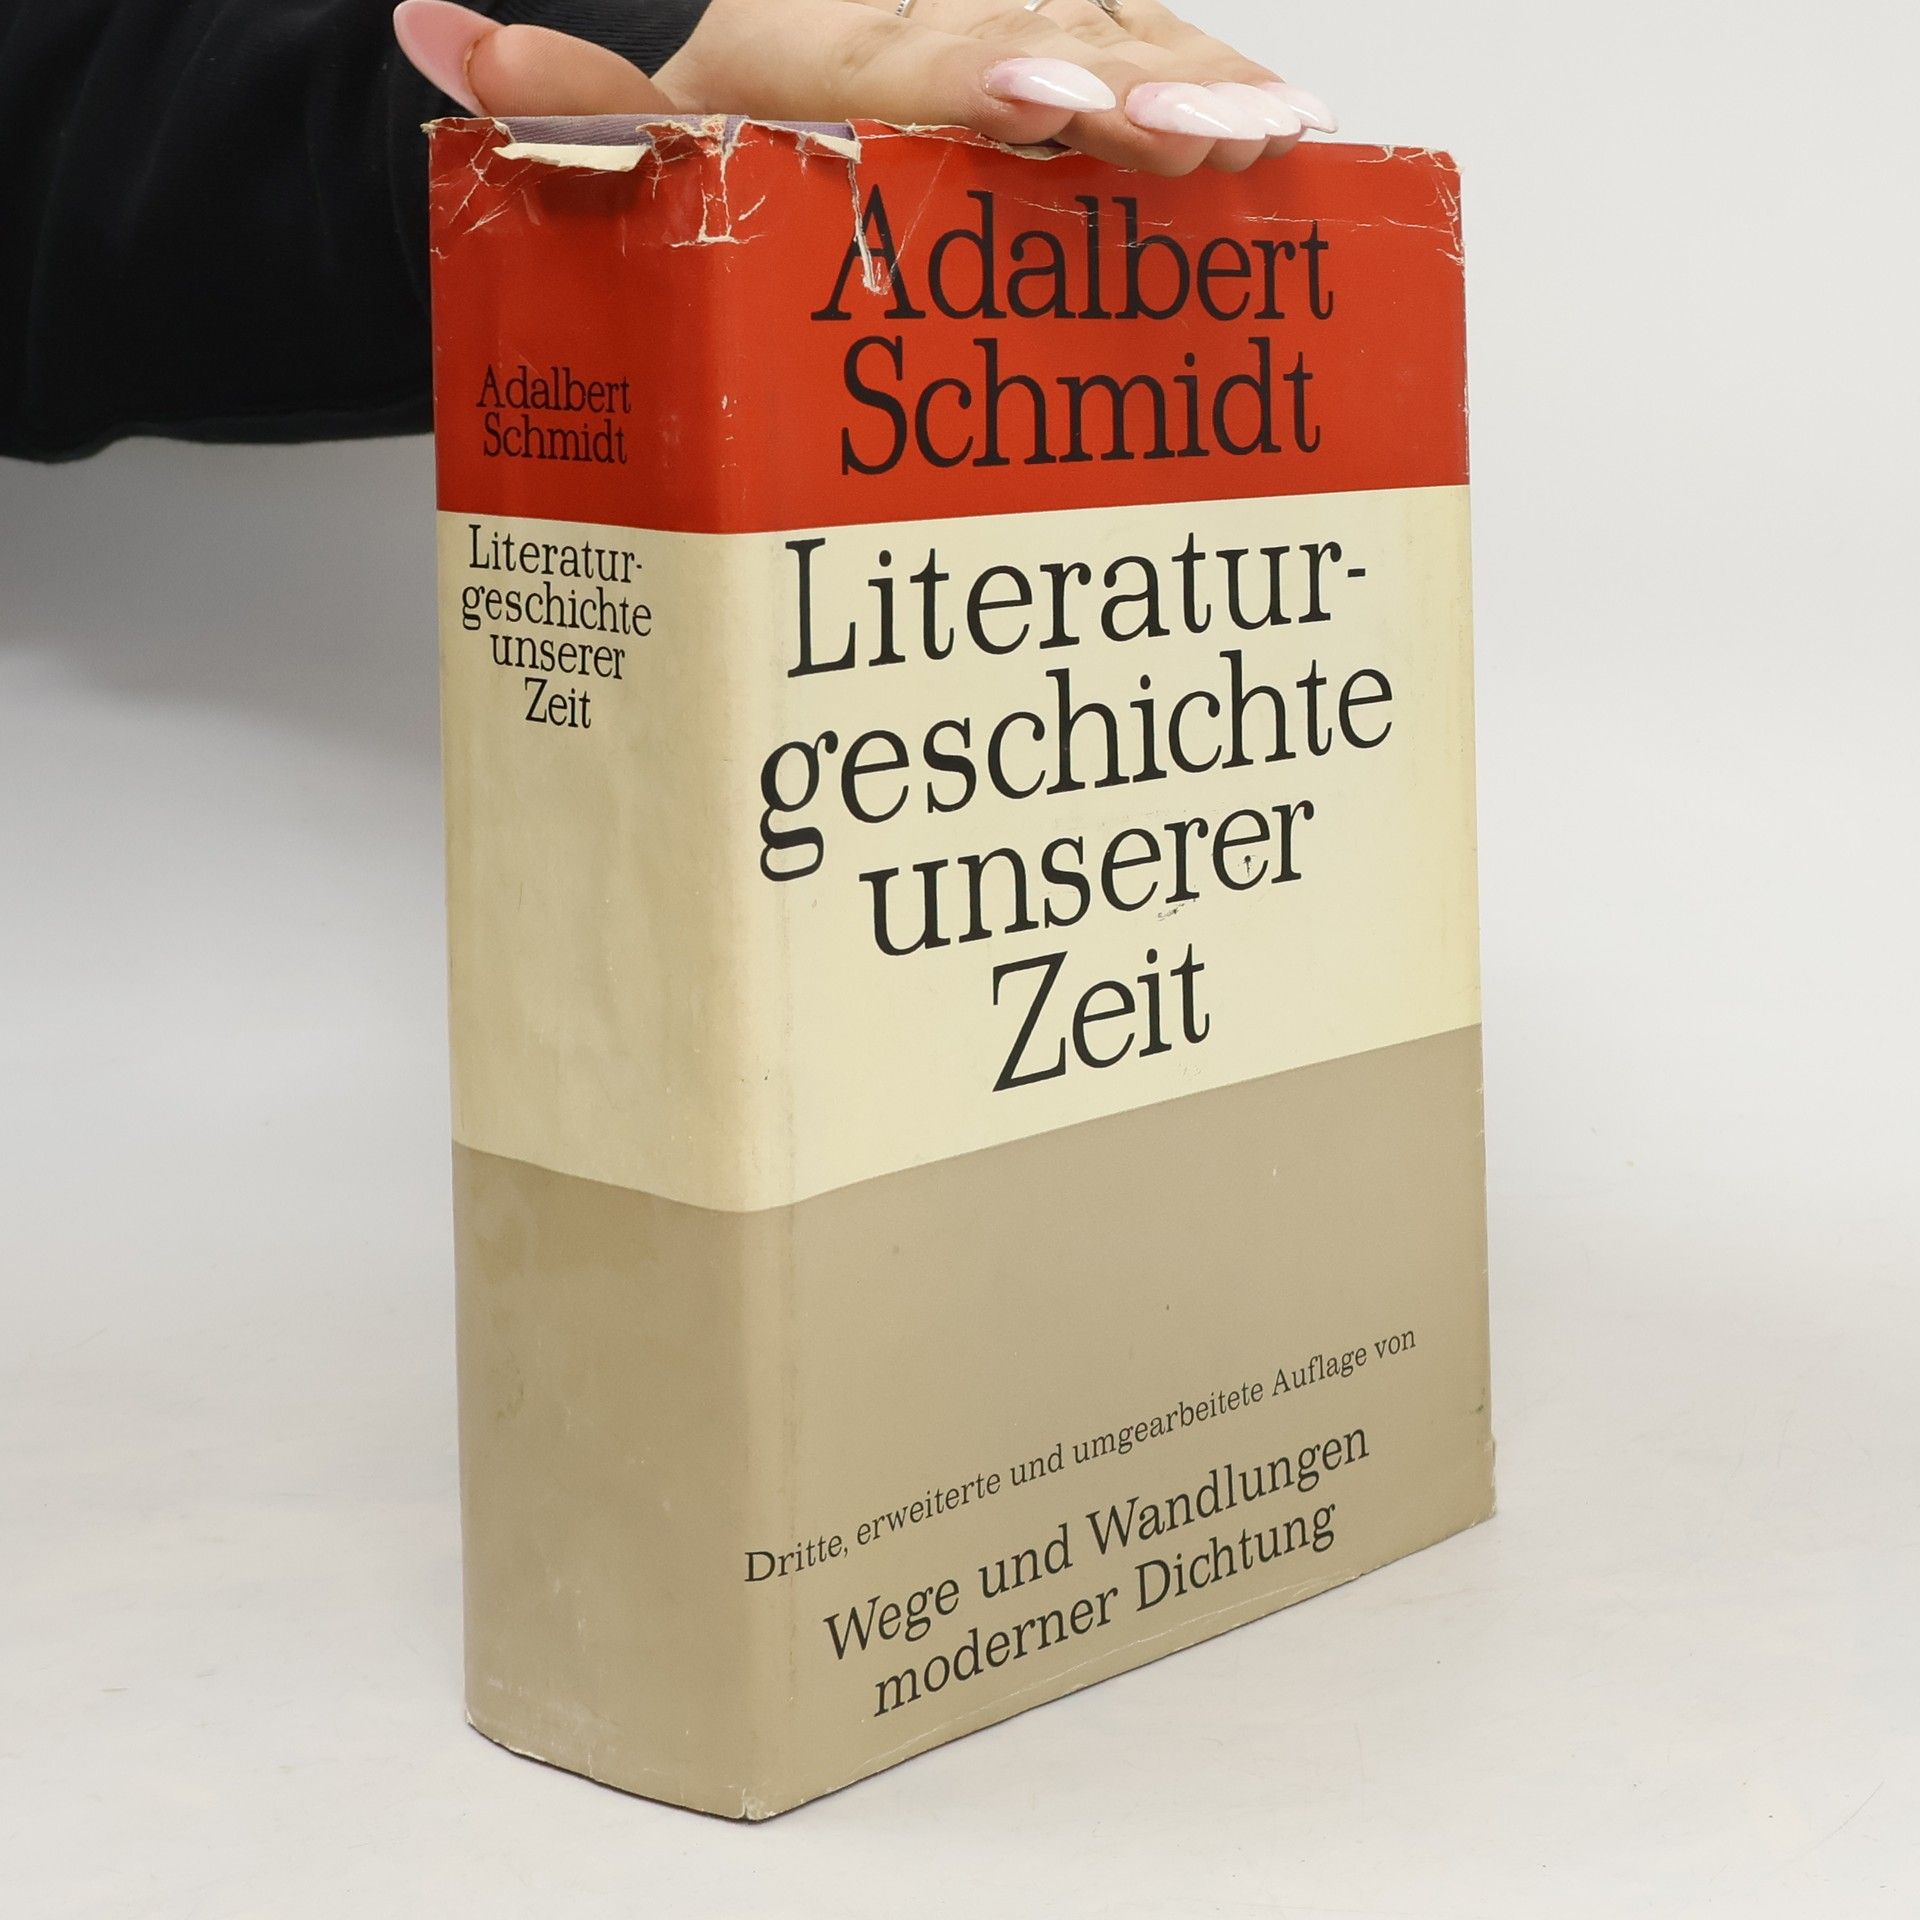 Adalbert
Schmidt
Literatur-
geschichte
unserer
Zeit
Adalbert
Schmidt
Literatur-
geschichte
unserer
Zeit
Dritte, erweiterte und umgearbeitete Auflage von
Wege und Wandlungen
moderner Dichtung